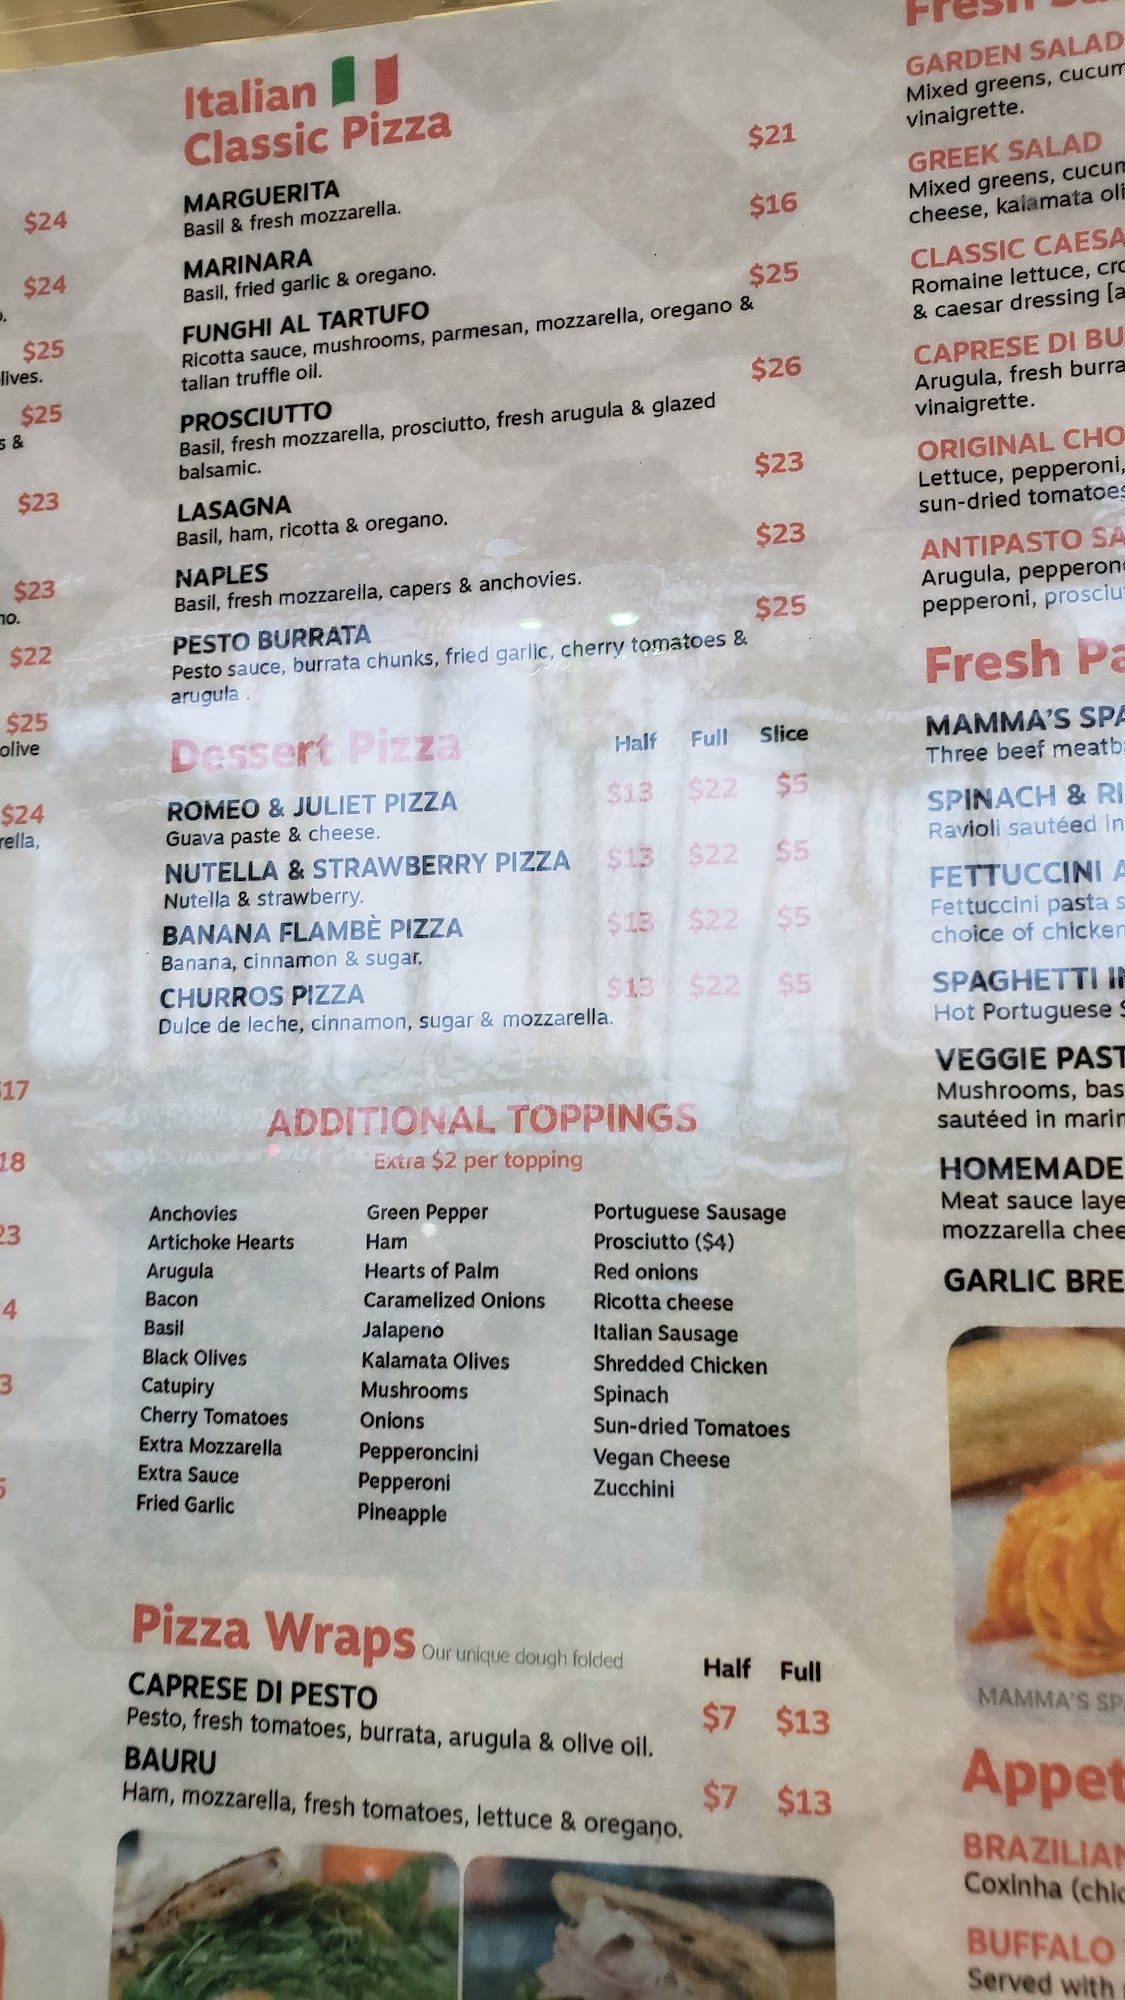 $24
$24
$25
lives.
$25
s &
$23
$23
no.
$22
$25
olive
$24
rella,
$17
18
23
4
3
5
Italian
Classic Pizza
MARGUERITA $21
Basil & fresh mozzarella.
MARINARA $16
Basil, fried garlic & oregano.
FUNGHI AL TARTUFO $25
Ricotta sauce, mushrooms, parmesan, mozzarella, oregano &
talian truffle oil.
PROSCIUTTO $26
Basil, fresh mozzarella, prosciutto, fresh arugula & glazed
balsamic.
LASAGNA $23
Basil, ham, ricotta & oregano.
NAPLES $23
Basil, fresh mozzarella, capers & anchovies.
PESTO BURRATA $25
Pesto sauce, burrata chunks, fried garlic, cherry tomatoes &
arugula .
Dessert Pizza Half Full Slice
ROMEO & JULIET PIZZA $13 $22 $5
Guava paste & cheese.
NUTELLA & STRAWBERRY PIZZA $13 $22 $5
Nutella & strawberry.
BANANA FLAMBÈ PIZZA $13 $22 $5
Banana, cinnamon & sugar.
CHURROS PIZZA $13 $22 $5
Dulce de leche, cinnamon, sugar & mozzarella.
ADDITIONAL TOPPINGS
Extra $2 per topping
Anchovies
Artichoke Hearts
Arugula
Bacon
Basil
Black Olives
Catupiry
Cherry Tomatoes
Extra Mozzarella
Extra Sauce
Fried Garlic
Green Pepper
Ham
Hearts of Palm
Caramelized Onions
Jalapeno
Kalamata Olives
Mushrooms
Onions
Pepperoncini
Pepperoni
Pineapple
Portuguese Sausage
Prosciutto ($4)
Red onions
Ricotta cheese
Italian Sausage
Shredded Chicken
Spinach
Sun-dried Tomatoes
Vegan Cheese
Zucchini
Pizza Wraps Our unique dough folded Half Full
CAPRESE DI PESTO $7 $13
Pesto, fresh tomatoes, burrata, arugula & olive oil.
BAURU $7 $13
Ham, mozzarella, fresh tomatoes, lettuce & oregano.
Fresh
GARDEN SALAD
Mixed greens, cucum
vinaigrette.
GREEK SALAD
Mixed greens, cucum
cheese, kalamata oli
CLASSIC CAESA
Romaine lettuce, cro
& caesar dressing [a
CAPRESE DI BU
Arugula, fresh burra
vinaigrette.
ORIGINAL CHO
Lettuce, pepperoni,
sun-dried tomatoes
ANTIPASTO SA
Arugula, pepperon
pepperoni, prosciu
Fresh Pa
MAMMA'S SPA
Three beef meatb
SPINACH & RI
Ravioli sautéed in
FETTUCCINI A
Fettuccini pasta s
choice of chicken
SPAGHETTI IN
Hot Portuguese S
VEGGIE PAST
Mushrooms, bas
sautéed in marin
HOMEMADE
Meat sauce laye
mozzarella chee
GARLIC BRE
MAMMA'S SP
Appet
BRAZILIAN
Coxinha (chic
BUFFALO
Served with